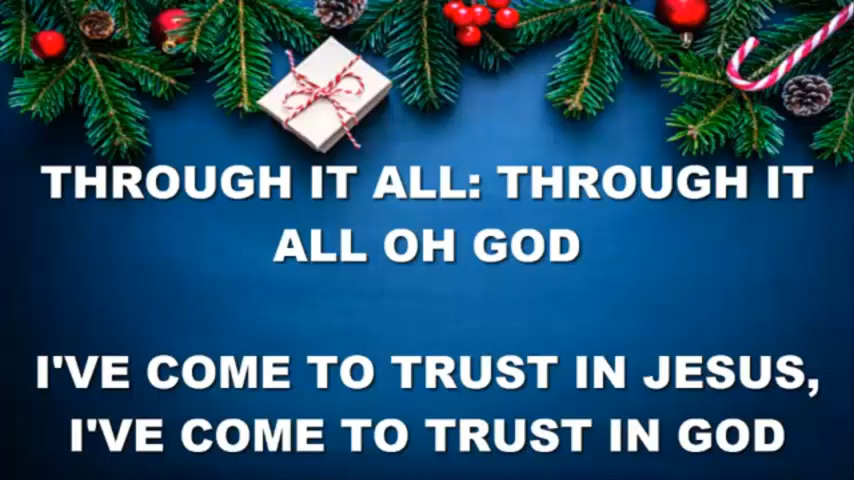 THROUGH IT ALL: THROUGH IT
ALL OH GOD
I'VE COME TO TRUST IN JESUS,
I'VE COME TO TRUST IN GOD